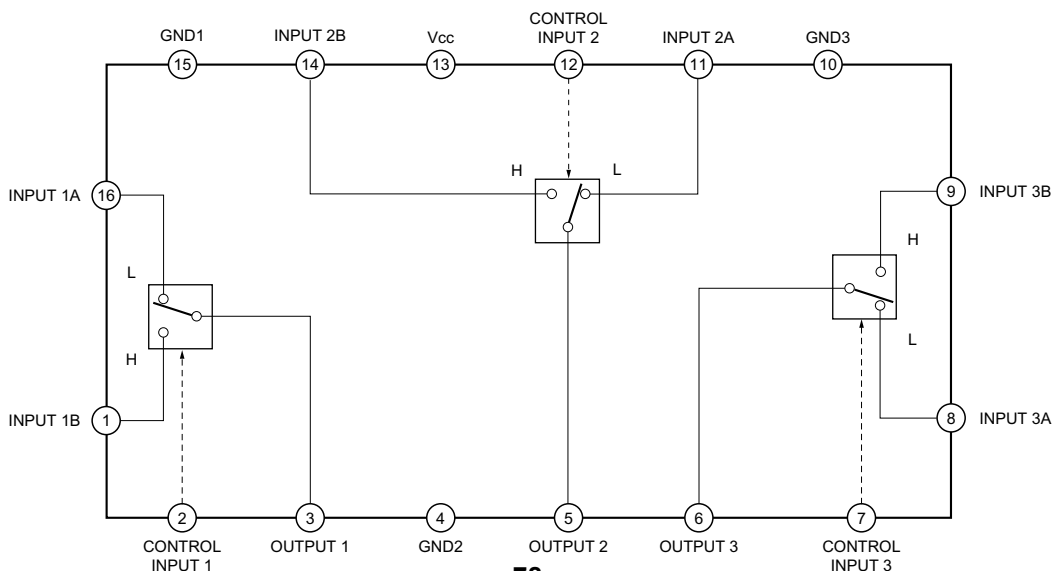 CONTROL
INPUT 2
GND1
INPUT 2B
Vcc
INPUT 2A
GND3
15
14
13
12
11
10
H
L
INPUT 1A
16
9
INPUT 3B
H
L
L
H
INPUT 1B
1
8
INPUT 3A
2
3
4
5
6
7
CONTROL
INPUT 1
OUTPUT 1
GND2
OUTPUT 2
OUTPUT 3
CONTROL
INPUT 3